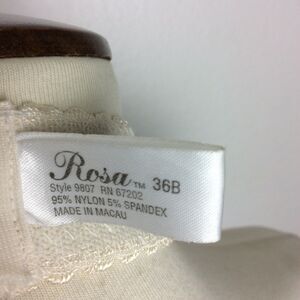 Rosa™ 36B
Style 9807 RN 67202
95% NYLON 5% SPANDEX
MADE IN MACAU